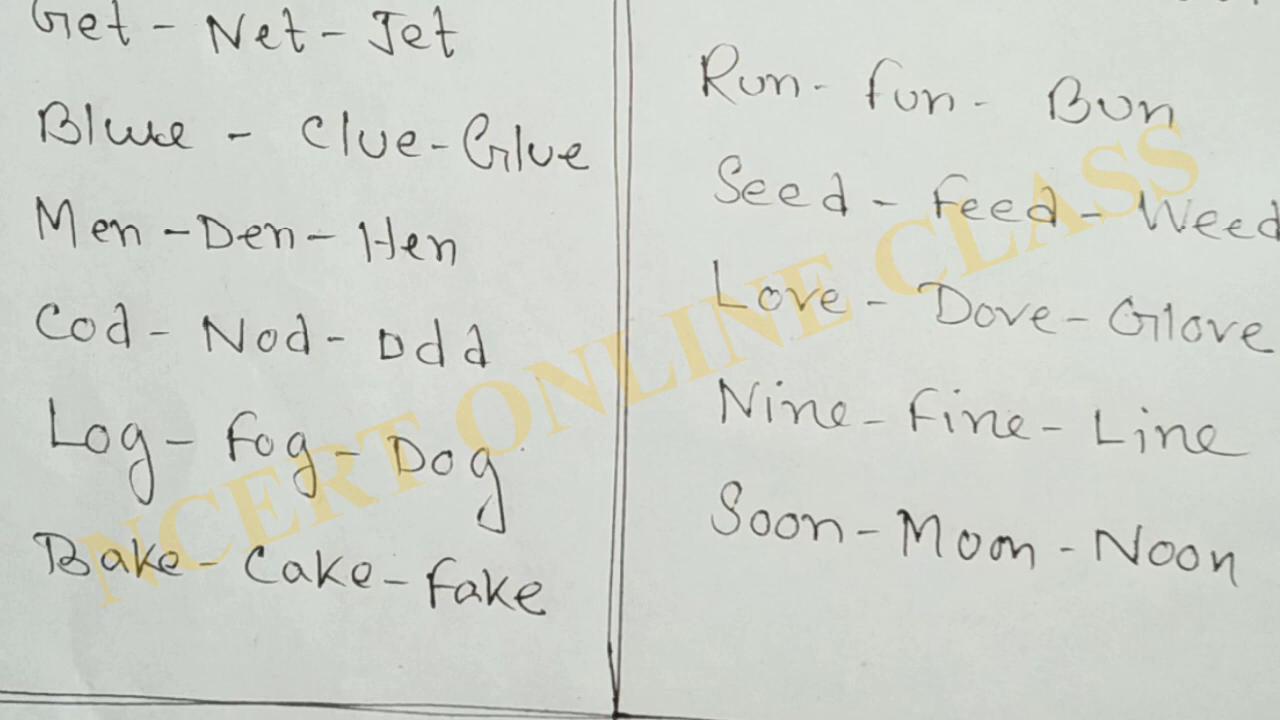 Get - Net - Jet
Blue - Clue - Glue
Men - Den - Hen
Cod - Nod - Odd
Log - Fog - Dog
Bake - Cake - Fake
Run - Fun - Bun
Seed - Feed - Weed
Love - Dove - Glove
Nine - Fine - Line
Soon - Moon - Noon
NCERT ONLINE CLASS